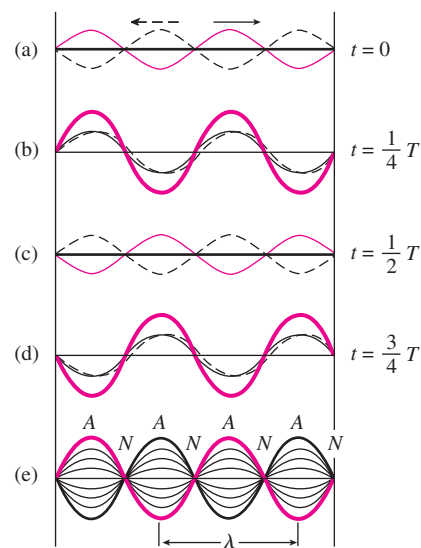 (a) t = 0
(b) t = 1/4 T
(c) t = 1/2 T
(d) t = 3/4 T
A A A A
N N N N
(e)
λ